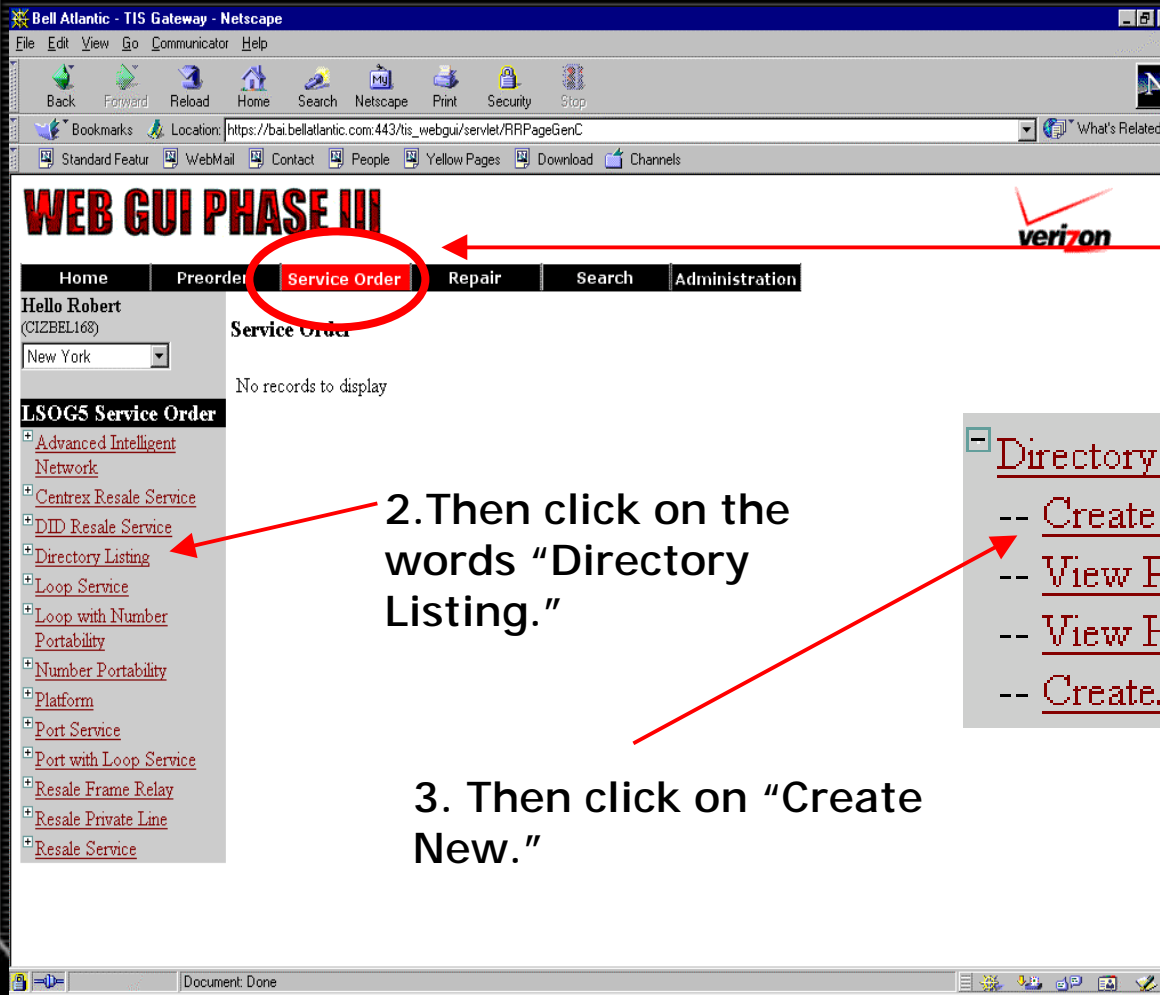 Bell Atlantic - TIS Gateway - Netscape
File Edit View Go Communicator Help
Back Forward Reload Home Search Netscape Print Security Stop
My
N
Bookmarks Location: https://bai.bellatlantic.com:443/tis_webgui/servlet/RRPageGenC What's Related
Standard Featur WebMail Contact People Yellow Pages Download Channels
WEB GUI PHASE III
verizon
Home Preorder Service Order Repair Search Administration
Hello Robert
(CIZBEL168)
New York
Service Order
No records to display
LSOG5 Service Order
Advanced Intelligent
Network
Centrex Resale Service
DID Resale Service
Directory Listing
Loop Service
Loop with Number
Portability
Number Portability
Platform
Port Service
Port with Loop Service
Resale Frame Relay
Resale Private Line
Resale Service
2.Then click on the
words “Directory
Listing.”
Directory
-- Create
-- View
-- View
-- Create
3. Then click on “Create
New.”
Document: Done